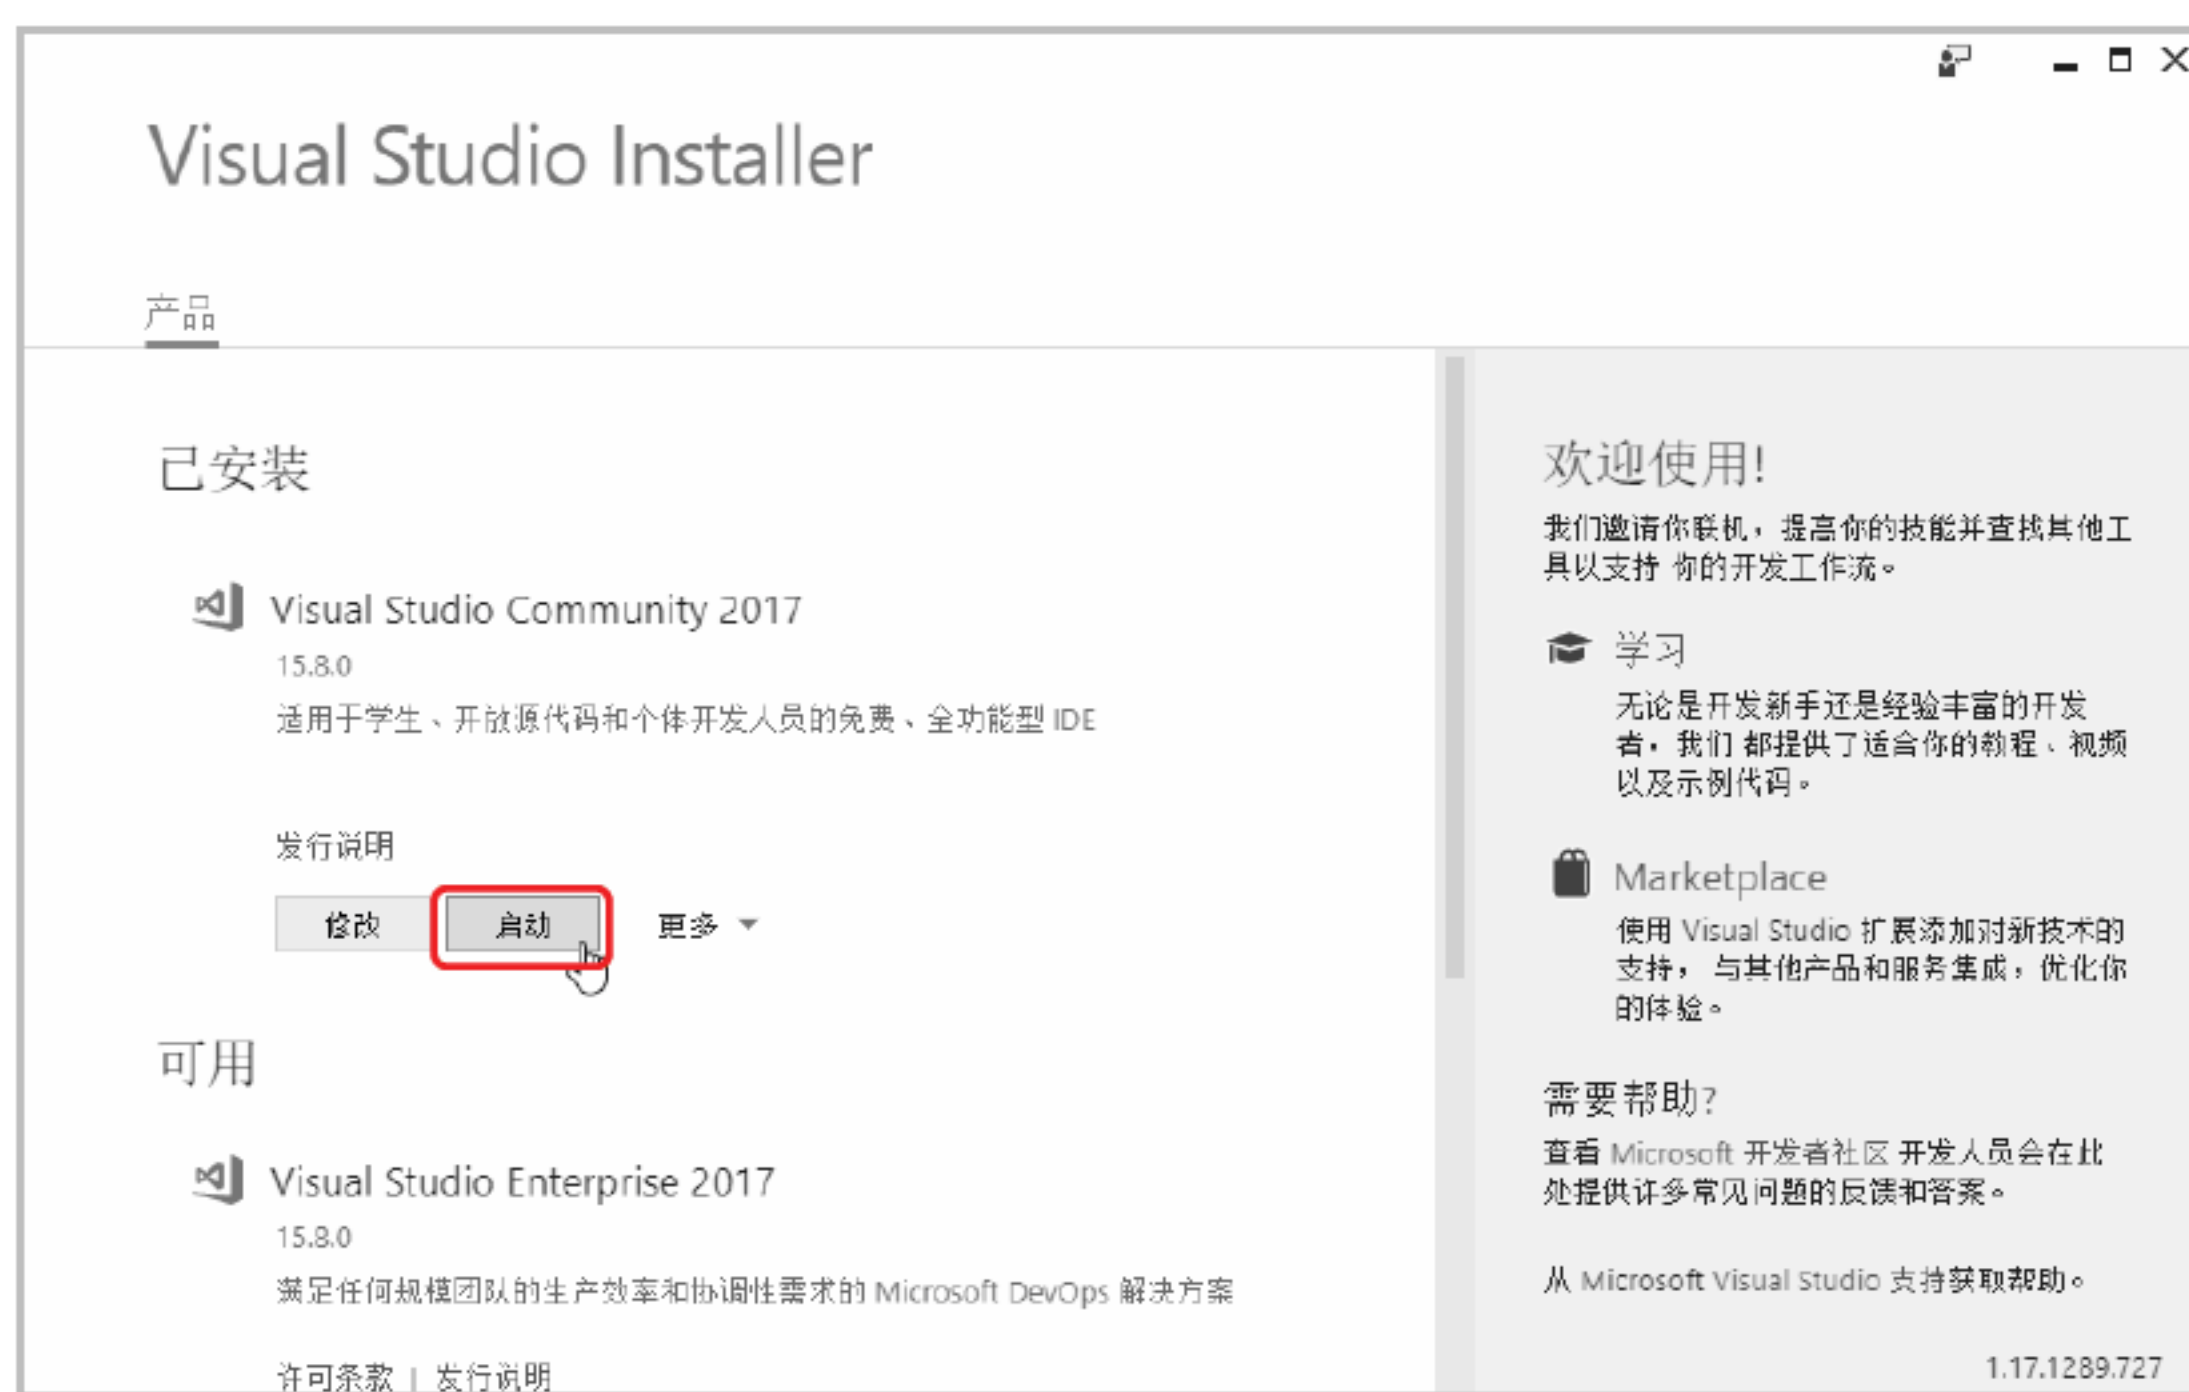 Visual Studio Installer
产品
已安装
Visual Studio Community 2017
15.8.0
适用于学生、开放源代码和个体开发人员的免费、全功能型 IDE
发行说明
修改 启动 更多
可用
Visual Studio Enterprise 2017
15.8.0
满足任何规模团队的生产效率和协调性需求的 Microsoft DevOps 解决方案
许可条款 | 发行说明
欢迎使用!
我们邀请你联机，提高你的技能并查找其他工
具以支持 你的开发工作流。
学习
无论是开发新手还是经验丰富的开发
者，我们 都提供了适合你的教程、视频
以及示例代码。
Marketplace
使用 Visual Studio 扩展添加对新技术的
支持， 与其他产品和服务集成，优化你
的体验。
需要帮助?
查看 Microsoft 开发者社区 开发人员会在此
处提供许多常见问题的反馈和答案。
从 Microsoft Visual Studio 支持获取帮助。
1.17.1289.727